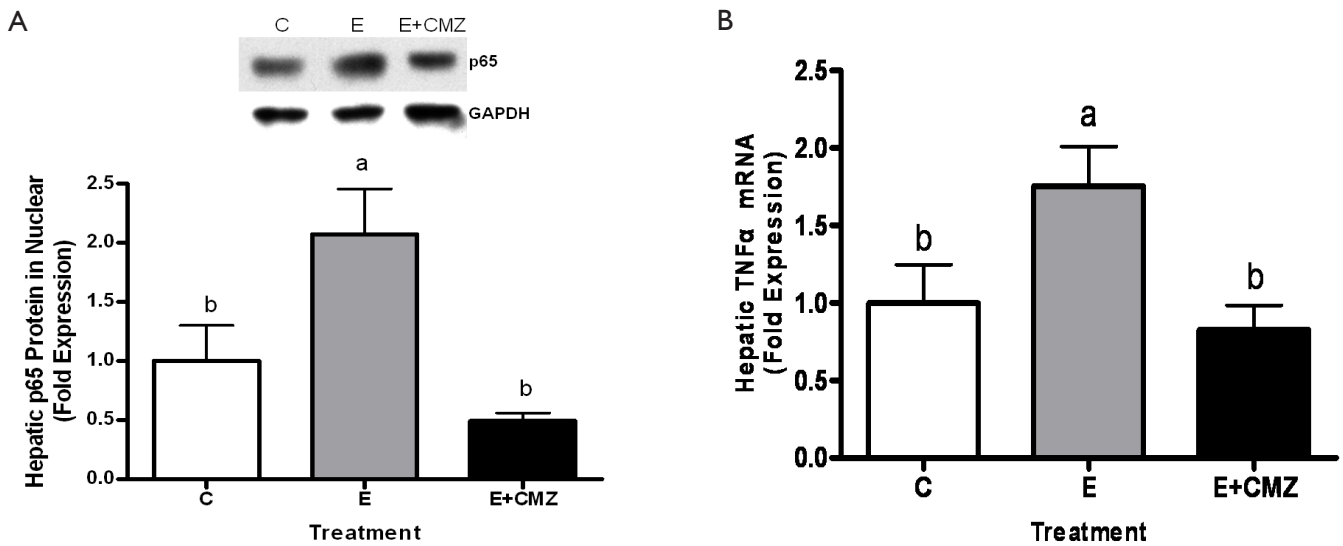 A
C E E+CMZ
p65
GAPDH
Hepatic p65 Protein in Nuclear
(Fold Expression)
2.5
2.0
1.5
1.0
0.5
0.0
b
a
b
C E E+CMZ
Treatment
B
Hepatic TNFα mRNA
(Fold Expression)
2.5
2.0
1.5
1.0
0.5
0.0
b
a
b
C E E+CMZ
Treatment